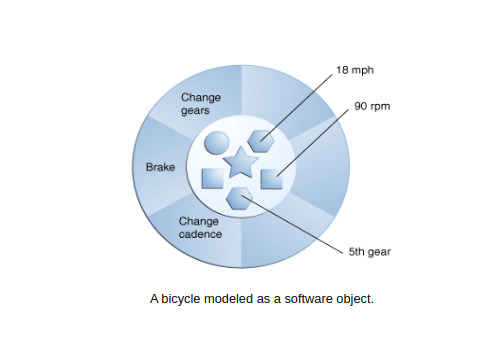 18 mph
Change
gears
90 rpm
Brake
Change
cadence
5th gear
A bicycle modeled as a software object.